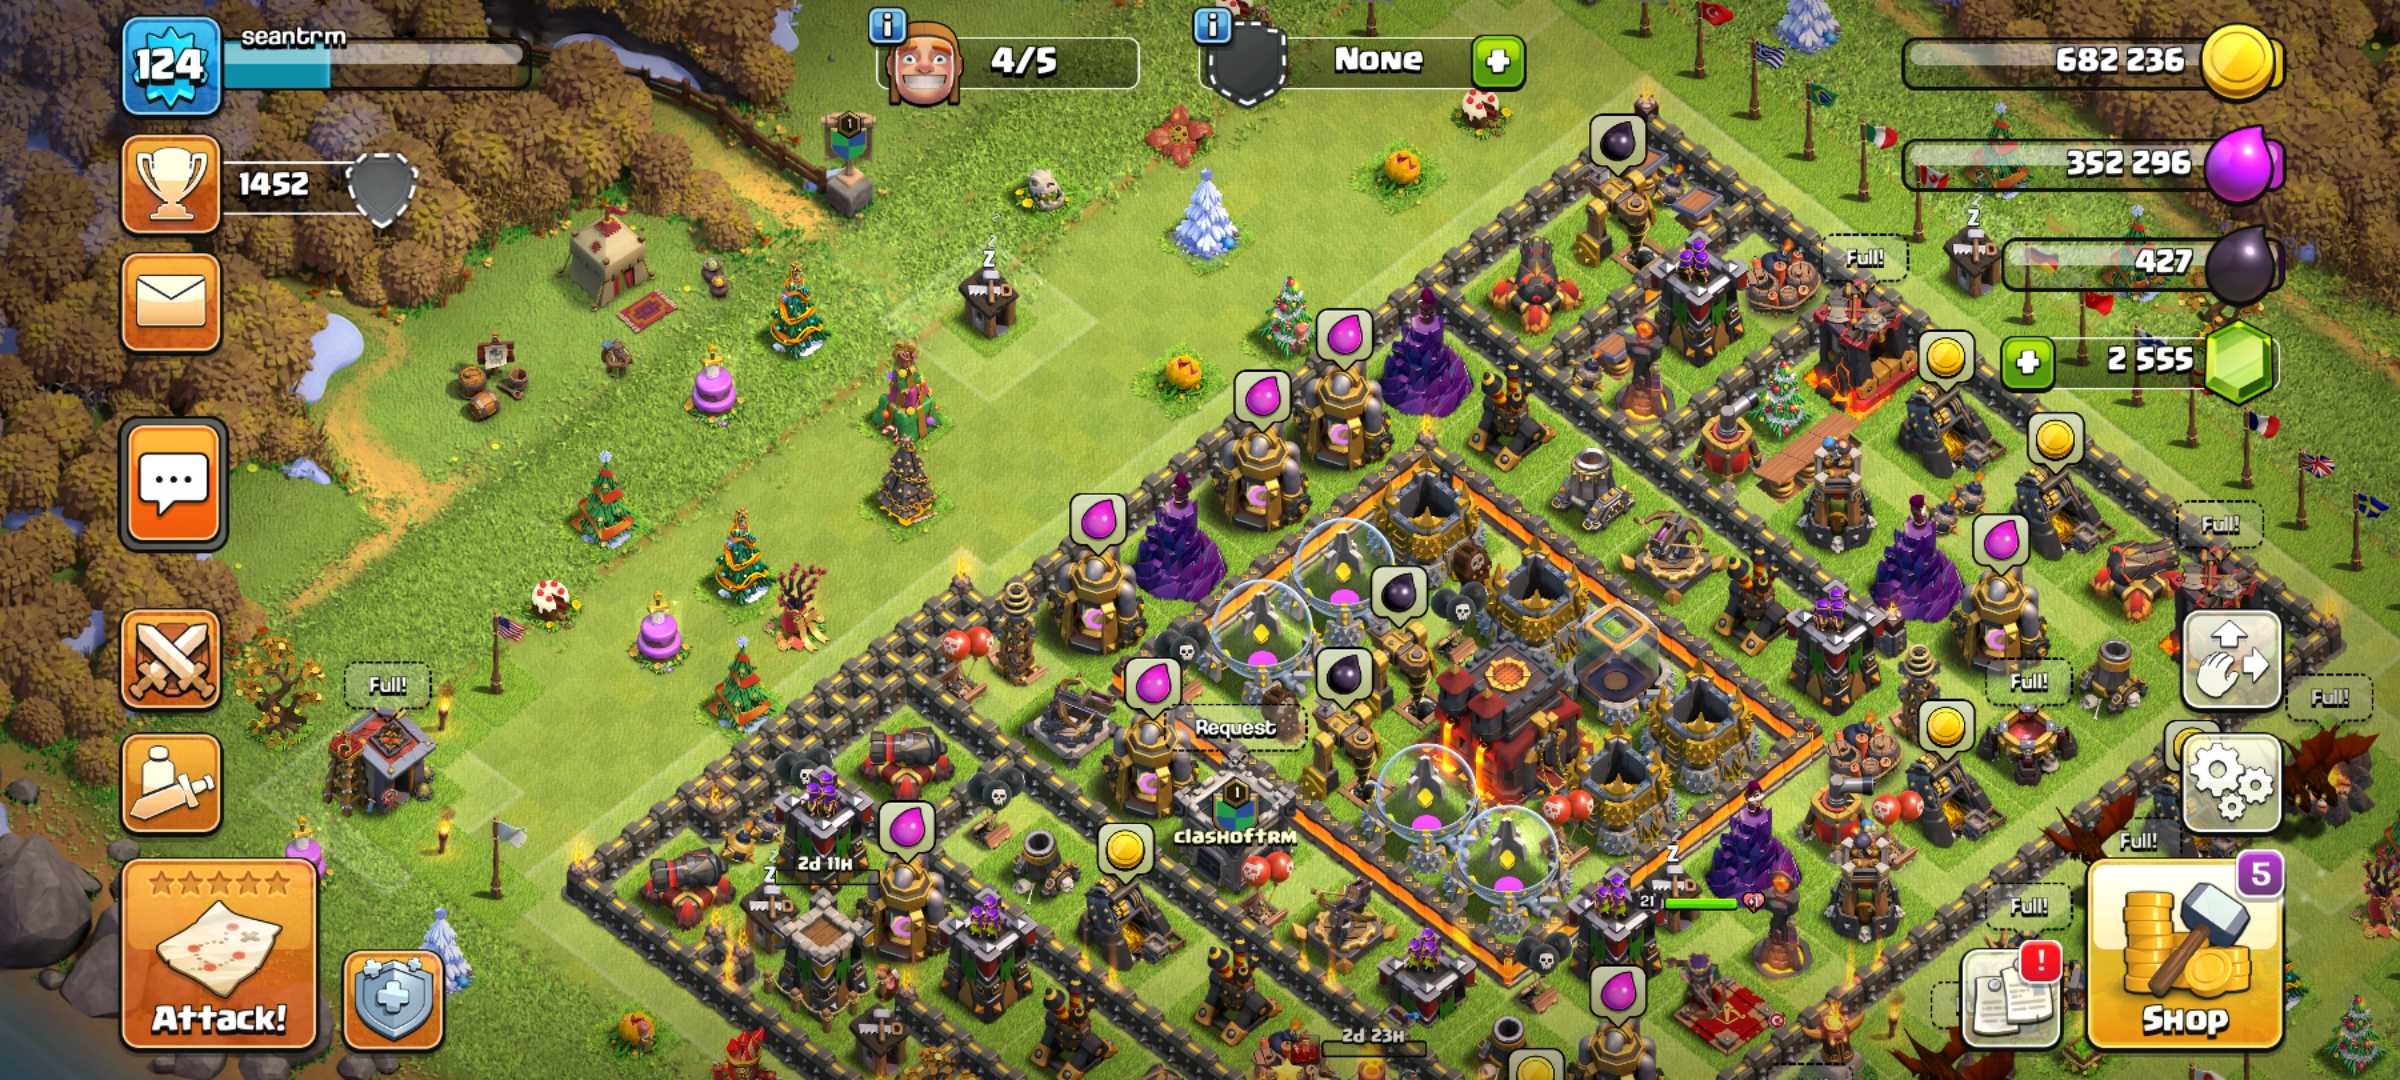 124
seantrm
4/5
None
682 236
1452
352 296
Full!
427
2 555
Full!
Full!
Full!
Full!
Request
clashoftrm
2d 11H
Full!
5
Full!
21
Attack!
2d 23H
!
Shop